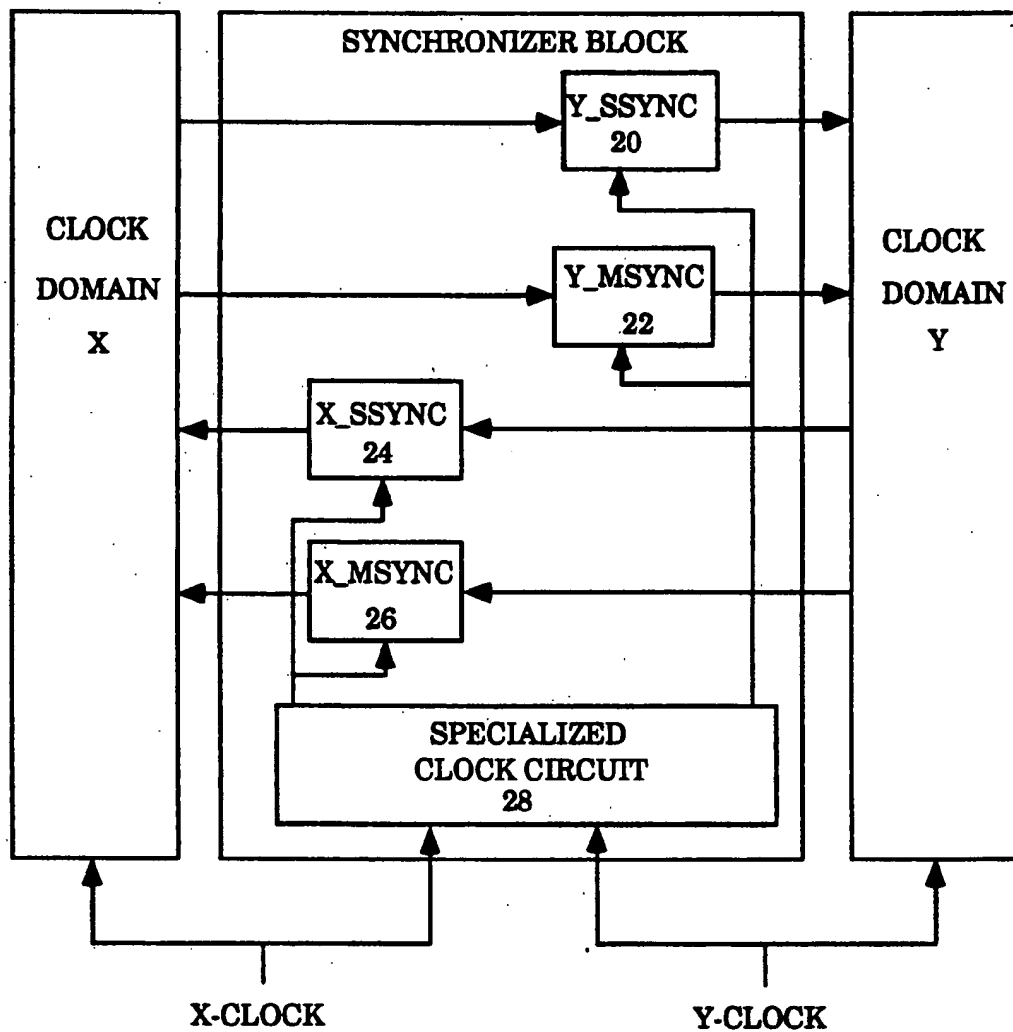 SYNCHRONIZER BLOCK
Y_SSYNC
20
CLOCK
DOMAIN
X
Y_MSYNC
22
CLOCK
DOMAIN
Y
X_SSYNC
24
X_MSYNC
26
SPECIALIZED
CLOCK CIRCUIT
28
X-CLOCK
Y-CLOCK